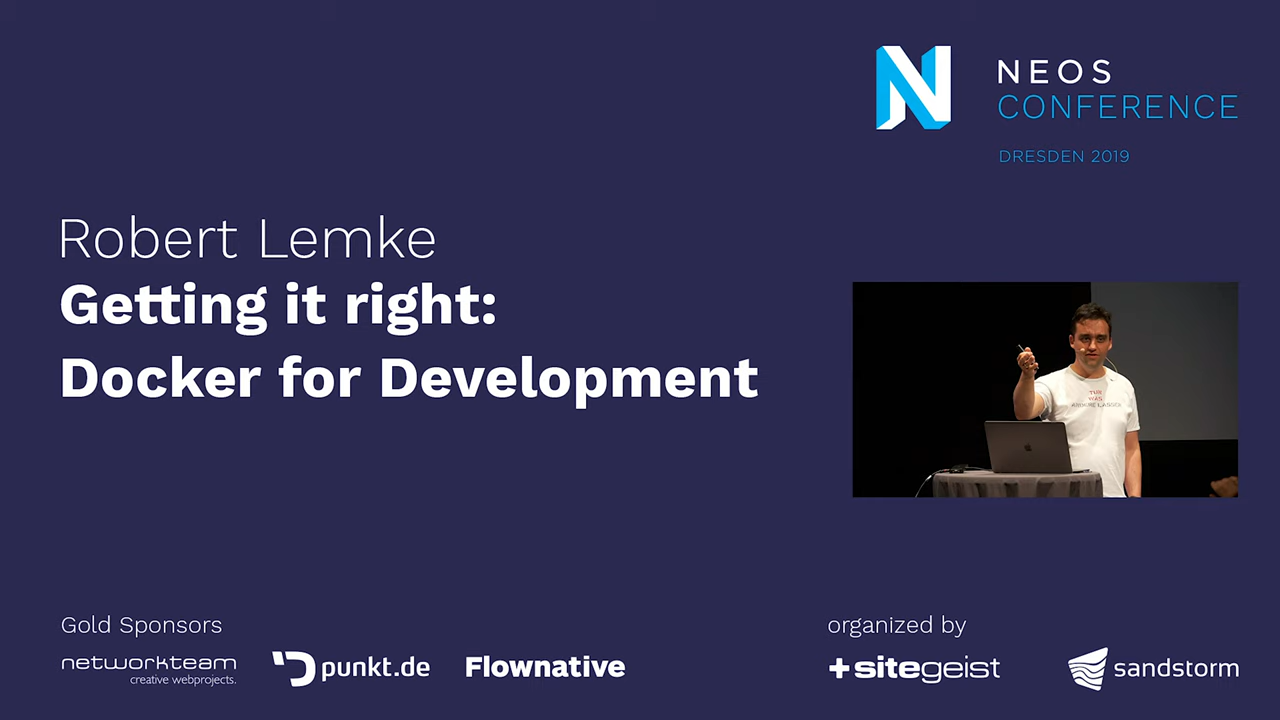 NEOS
CONFERENCE
DRESDEN 2019
Robert Lemke
Getting it right:
Docker for Development
Gold Sponsors
organized by
networkteam
creative webprojects.
punkt.de
Flownative
+sitegeist
sandstorm